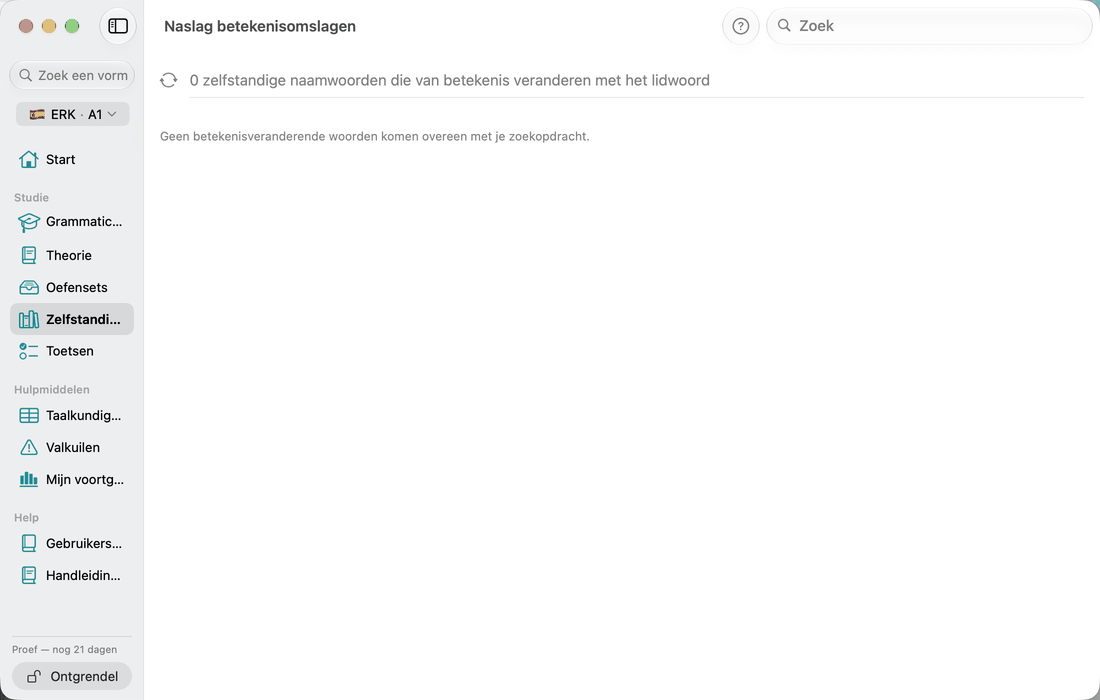 Naslag betekenisomslagen
Zoek
Zoek een vorm
ERK · A1
Start
Studie
Grammatic...
Theorie
Oefensets
Zelfstandi...
Toetsen
Hulpmiddelen
Taalkundig...
Valkuilen
Mijn voortg...
Help
Gebruikers...
Handleidin...
Proef — nog 21 dagen
Ontgrendel
0 zelfstandige naamwoorden die van betekenis veranderen met het lidwoord
Geen betekenisveranderende woorden komen overeen met je zoekopdracht.